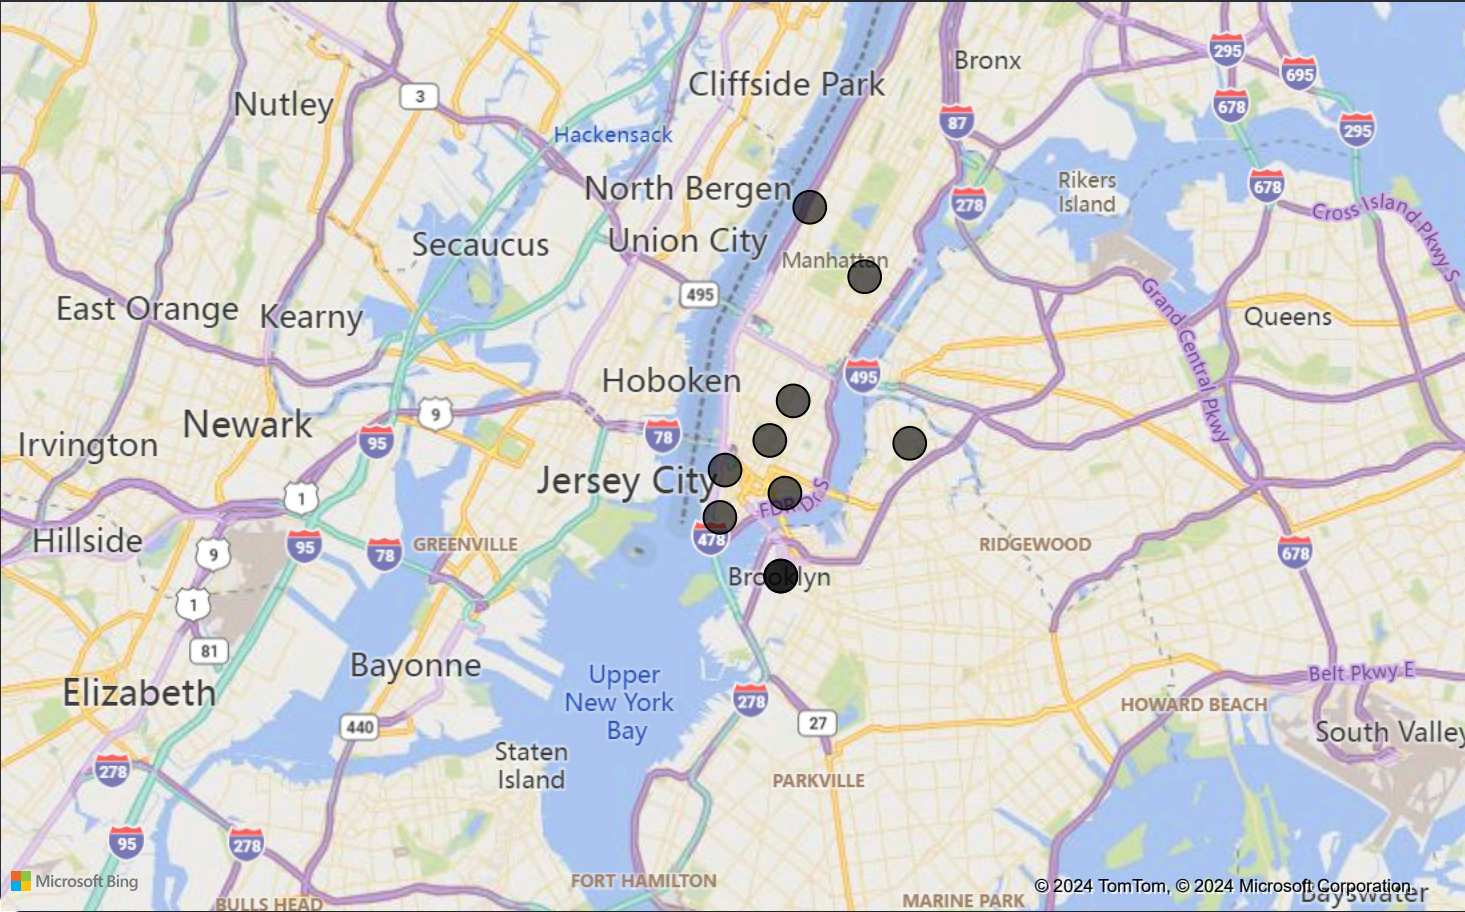 Bronx
295
695
Cliffside Park
3
Nutley
678
87
295
Hackensack
North Bergen
Rikers
Island
678
278
Cross Island Pkwy S
Secaucus
Union City
Manhattan
495
East Orange
Kearny
Grand Central Pkwy
Queens
495
Hoboken
9
Newark
95
78
Irvington
Jersey City
1
FDR Dr S
478
Hillside
9
95
78
GREENVILLE
RIDGEWOOD
678
Brooklyn
1
81
Bayonne
Elizabeth
Upper
New York
Bay
278
27
440
Belt Pkwy E
HOWARD BEACH
South Valley
Staten
Island
278
PARKVILLE
95
278
Microsoft Bing
FORT HAMILTON
© 2024 TomTom, © 2024 Microsoft Corporation
Bayswater
BULLS HEAD
MARINE PARK